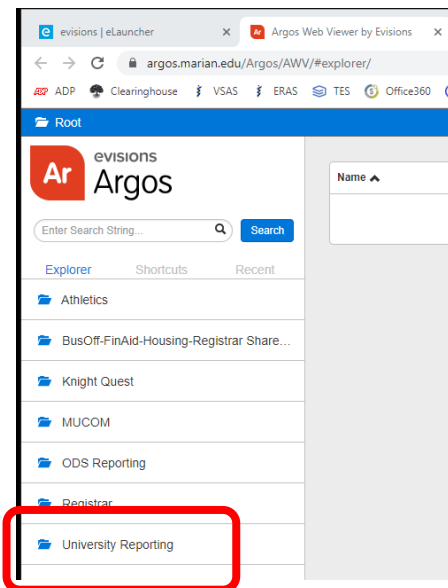 evisions | eLauncher
Argos Web Viewer by Evisions
argos.marian.edu/Argos/AWV/#explorer/
ADP Clearinghouse VSAS ERAS TES Office360
Root
Ar evisions Argos
Name
Enter Search String... Search
Explorer Shortcuts Recent
Athletics
BusOff-FinAid-Housing-Registrar Share...
Knight Quest
MUCOM
ODS Reporting
Registrar
University Reporting